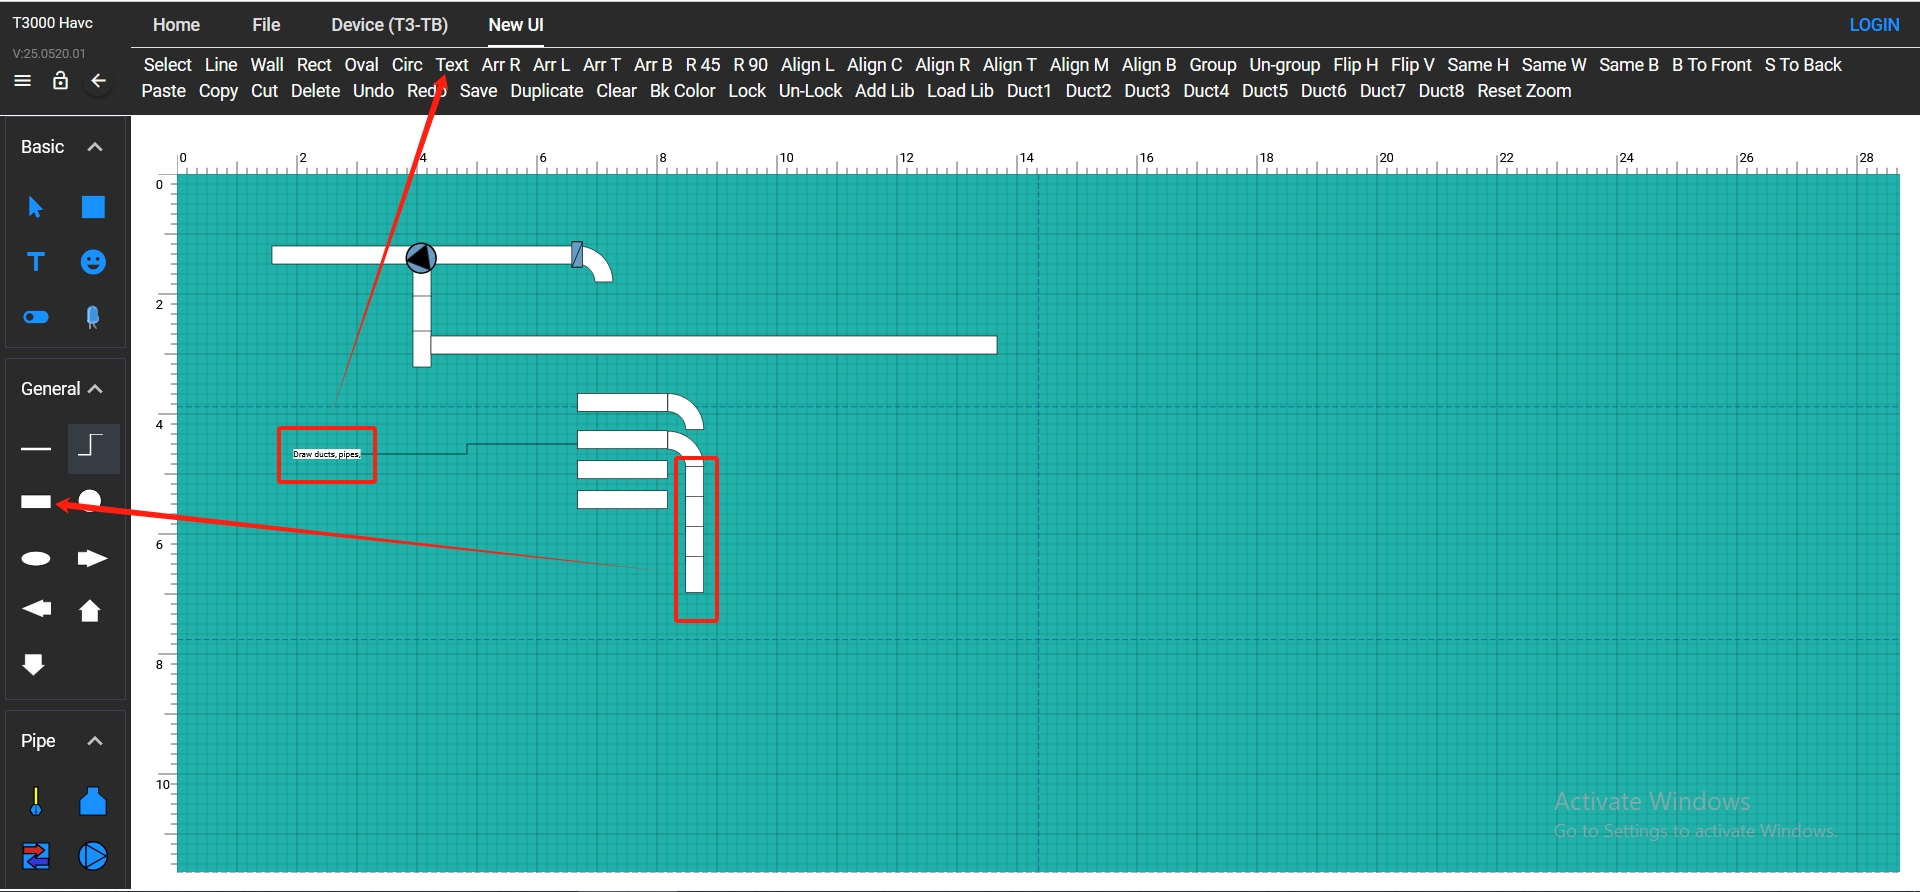 T3000 Havc
Home File Device (T3-TB) New UI LOGIN
V:25.0520.01
Select Line Wall Rect Oval Circ Text Arr R Arr L Arr T Arr B R 45 R 90 Align L Align C Align R Align T Align M Align B Group Un-group Flip H Flip V Same H Same W Same B B To Front S To Back
Paste Copy Cut Delete Undo Redo Save Duplicate Clear Bk Color Lock Un-Lock Add Lib Load Lib Duct1 Duct2 Duct3 Duct4 Duct5 Duct6 Duct7 Duct8 Reset Zoom
Basic
0 2 4 6 8 10 12 14 16 18 20 22 24 26 28
0
T
2
General
4
Draw ducts, pipes,
6
8
Pipe
10
Activate Windows
Go to Settings to activate Windows.